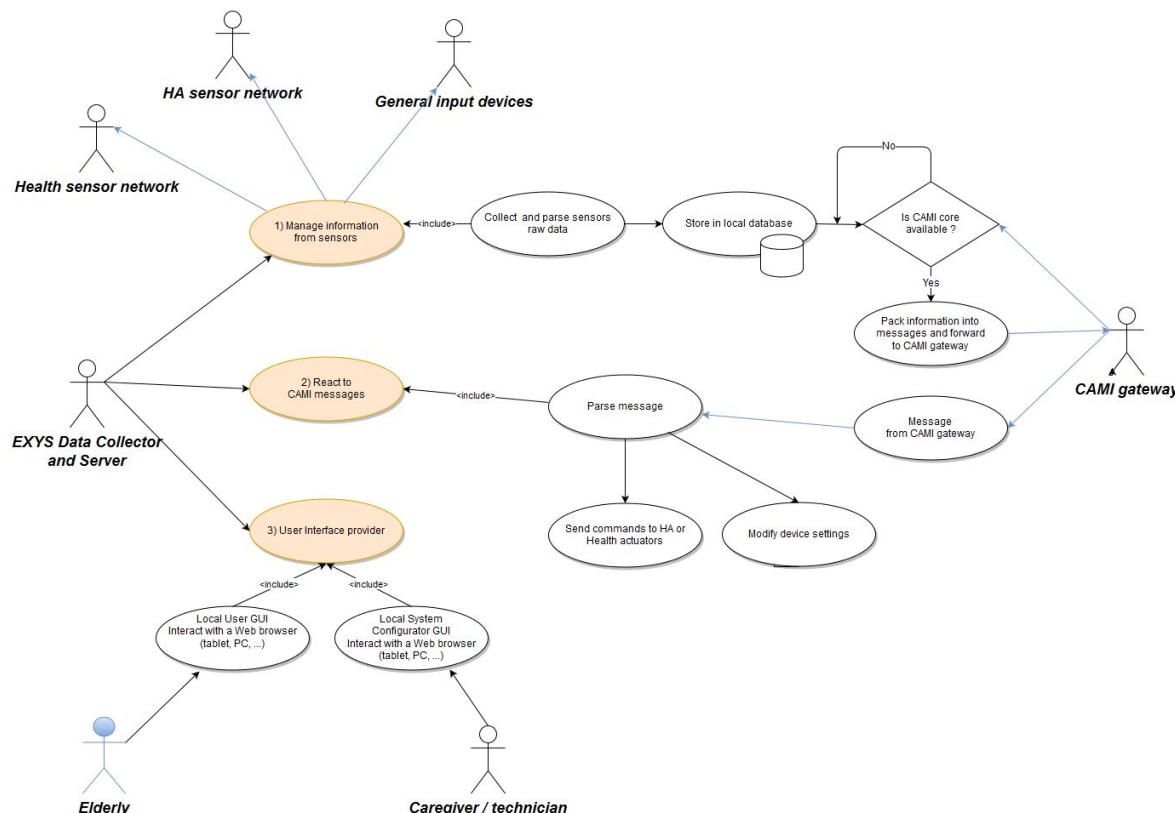 HA sensor network
General input devices
Health sensor network
No
1) Manage information
from sensors
<include>
Collect and parse sensors
raw data
Store in local database
Is CAMI core
available ?
Yes
Pack information into
messages and forward
to CAMI gateway
CAMI gateway
2) React to
CAMI messages
<include>
Parse message
Message
from CAMI gateway
EXYS Data Collector
and Server
3) User Interface provider
Send commands to HA or
Health actuators
Modify device settings
<include>
<include>
Local User GUI
Interact with a Web browser
(tablet, PC, ...)
Local System
Configurator GUI
Interact with a Web browser
(tablet, PC, ...)
Elderly
Caregiver / technician